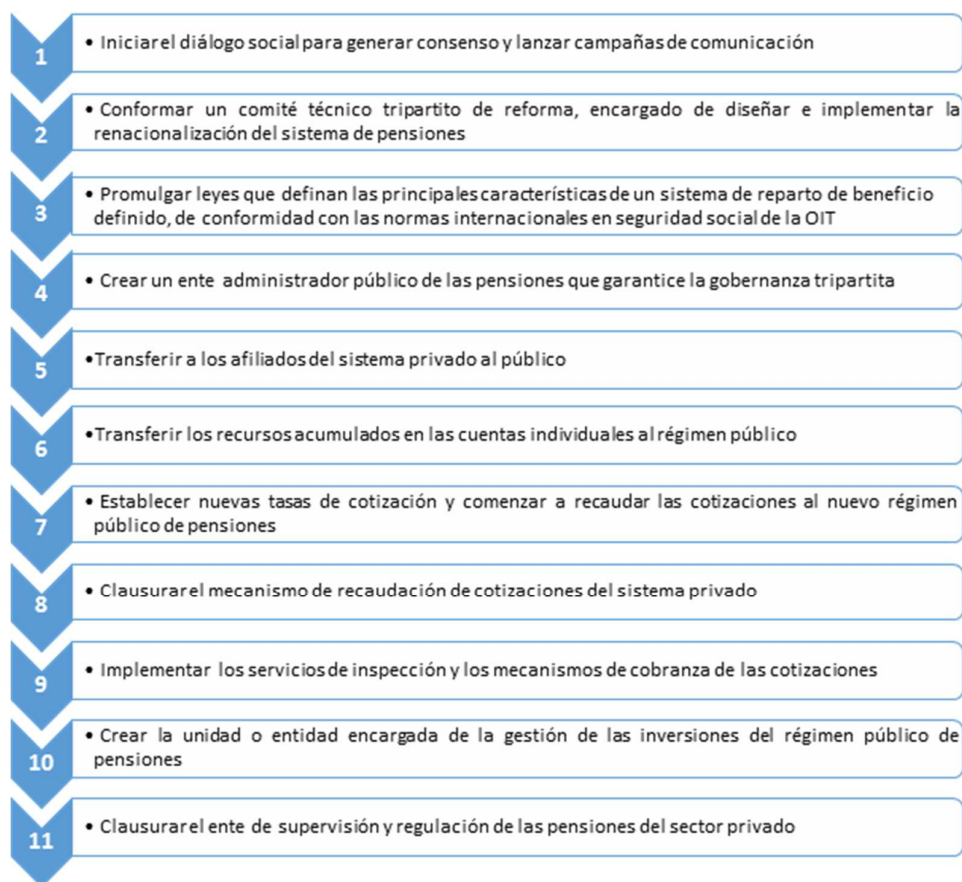 1
• Iniciar el diálogo social para generar consenso y lanzar campañas de comunicación
2
• Conformar un comité técnico tripartito de reforma, encargado de diseñar e implementar la
renacionalización del sistema de pensiones
3
• Promulgar leyes que definan las principales características de un sistema de reparto de beneficio
definido, de conformidad con las normas internacionales en seguridad social de la OIT
4
• Crear un ente administrador público de las pensiones que garantice la gobernanza tripartita
5
•Transferir a los afiliados del sistema privado al público
6
•Transferir los recursos acumulados en las cuentas individuales al régimen público
7
• Establecer nuevas tasas de cotización y comenzar a recaudar las cotizaciones al nuevo régimen
público de pensiones
8
• Clausurar el mecanismo de recaudación de cotizaciones del sistema privado
9
• Implementar los servicios de inspección y los mecanismos de cobranza de las cotizaciones
10
• Crear la unidad o entidad encargada de la gestión de las inversiones del régimen público de
pensiones
11
• Clausurar el ente de supervisión y regulación de las pensiones del sector privado